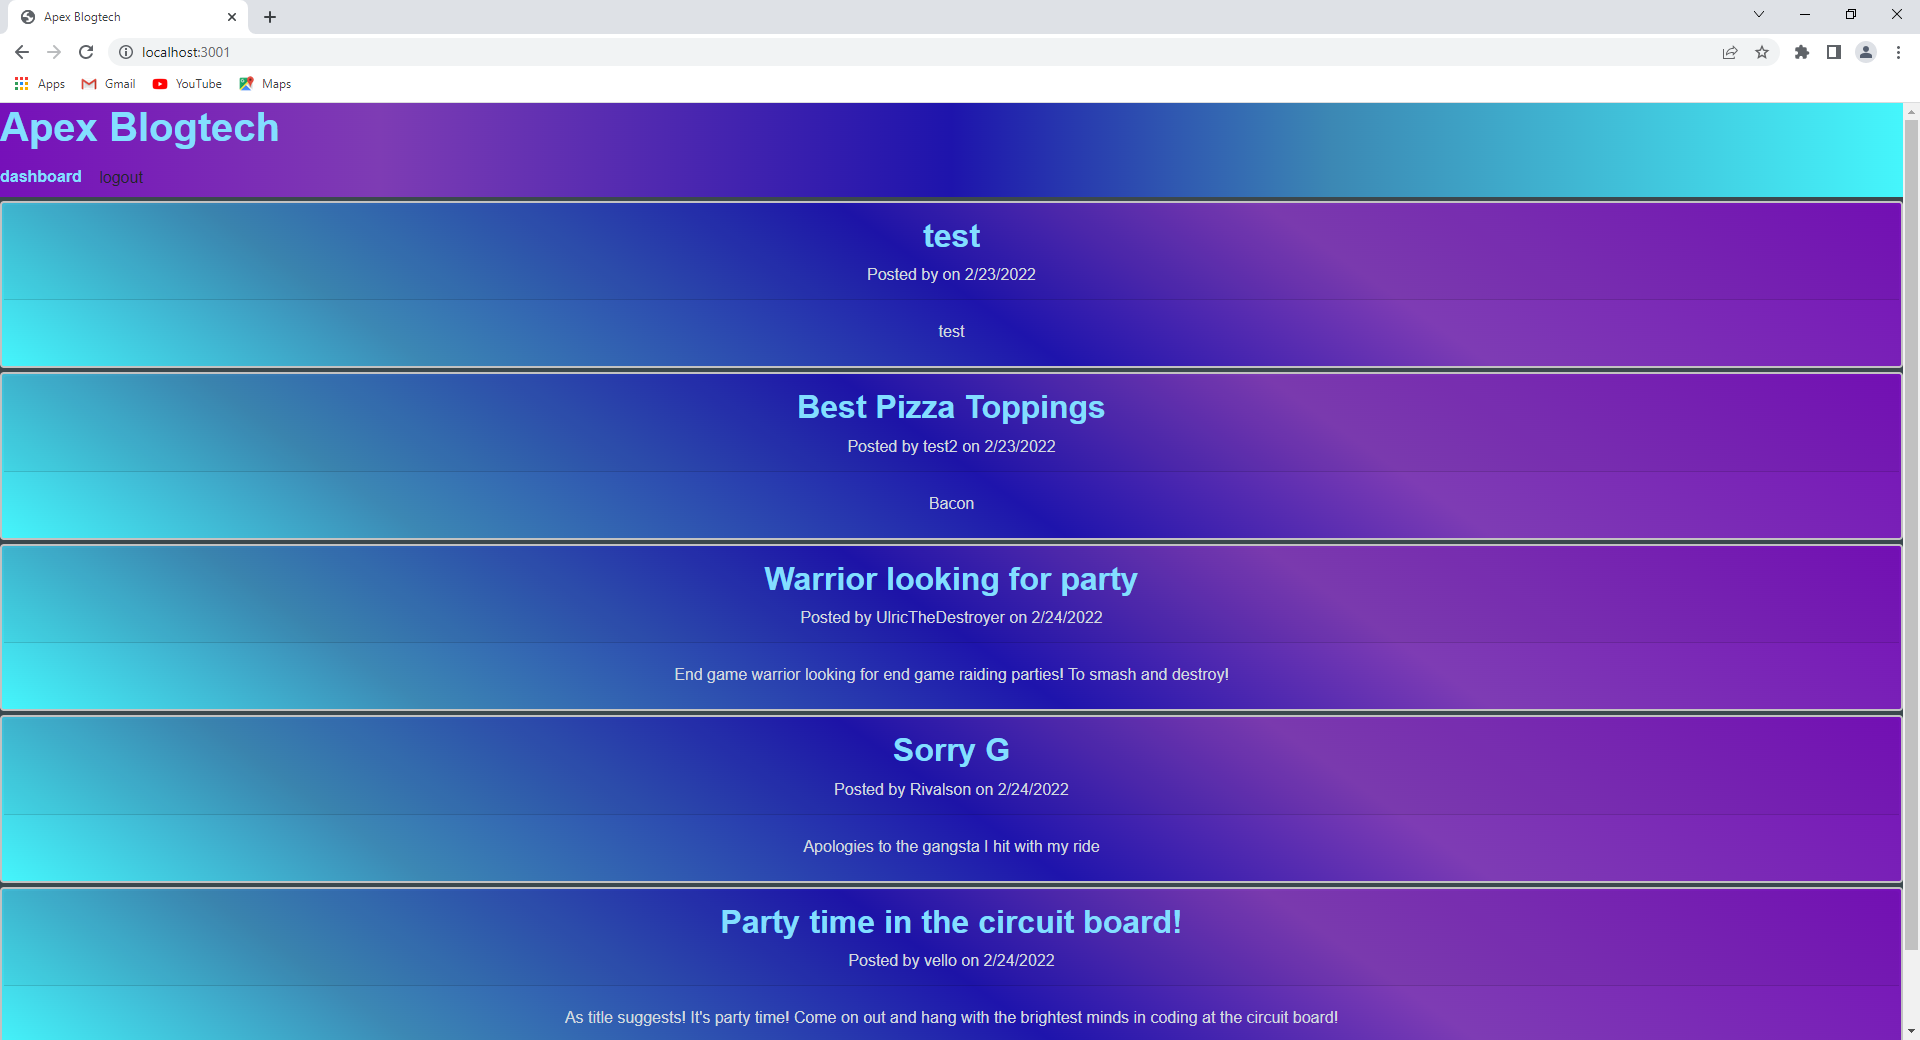 Apex Blogtech
localhost:3001
Apps Gmail YouTube Maps
Apex Blogtech
dashboard logout
test
Posted by on 2/23/2022
test
Best Pizza Toppings
Posted by test2 on 2/23/2022
Bacon
Warrior looking for party
Posted by UlricTheDestroyer on 2/24/2022
End game warrior looking for end game raiding parties! To smash and destroy!
Sorry G
Posted by Rivalson on 2/24/2022
Apologies to the gangsta I hit with my ride
Party time in the circuit board!
Posted by vello on 2/24/2022
As title suggests! It's party time! Come on out and hang with the brightest minds in coding at the circuit board!